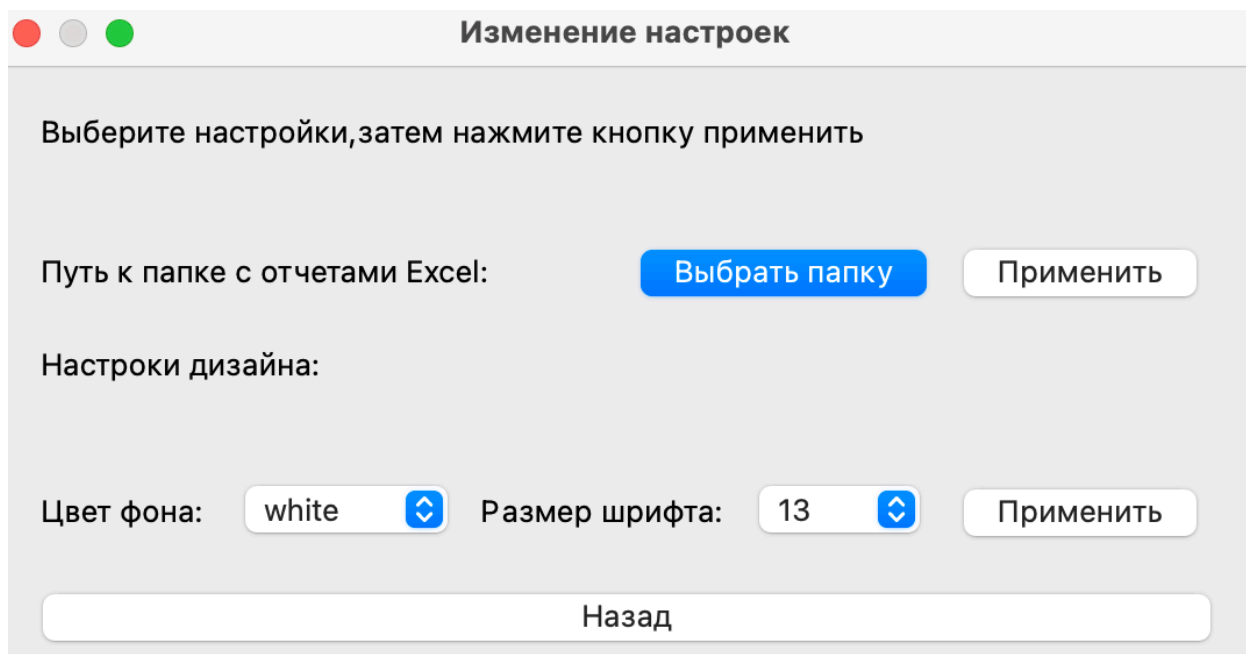 Изменение настроек
Выберите настройки,затем нажмите кнопку применить
Путь к папке с отчетами Excel: Выбрать папку Применить
Настроки дизайна:
Цвет фона: white Размер шрифта: 13 Применить
Назад